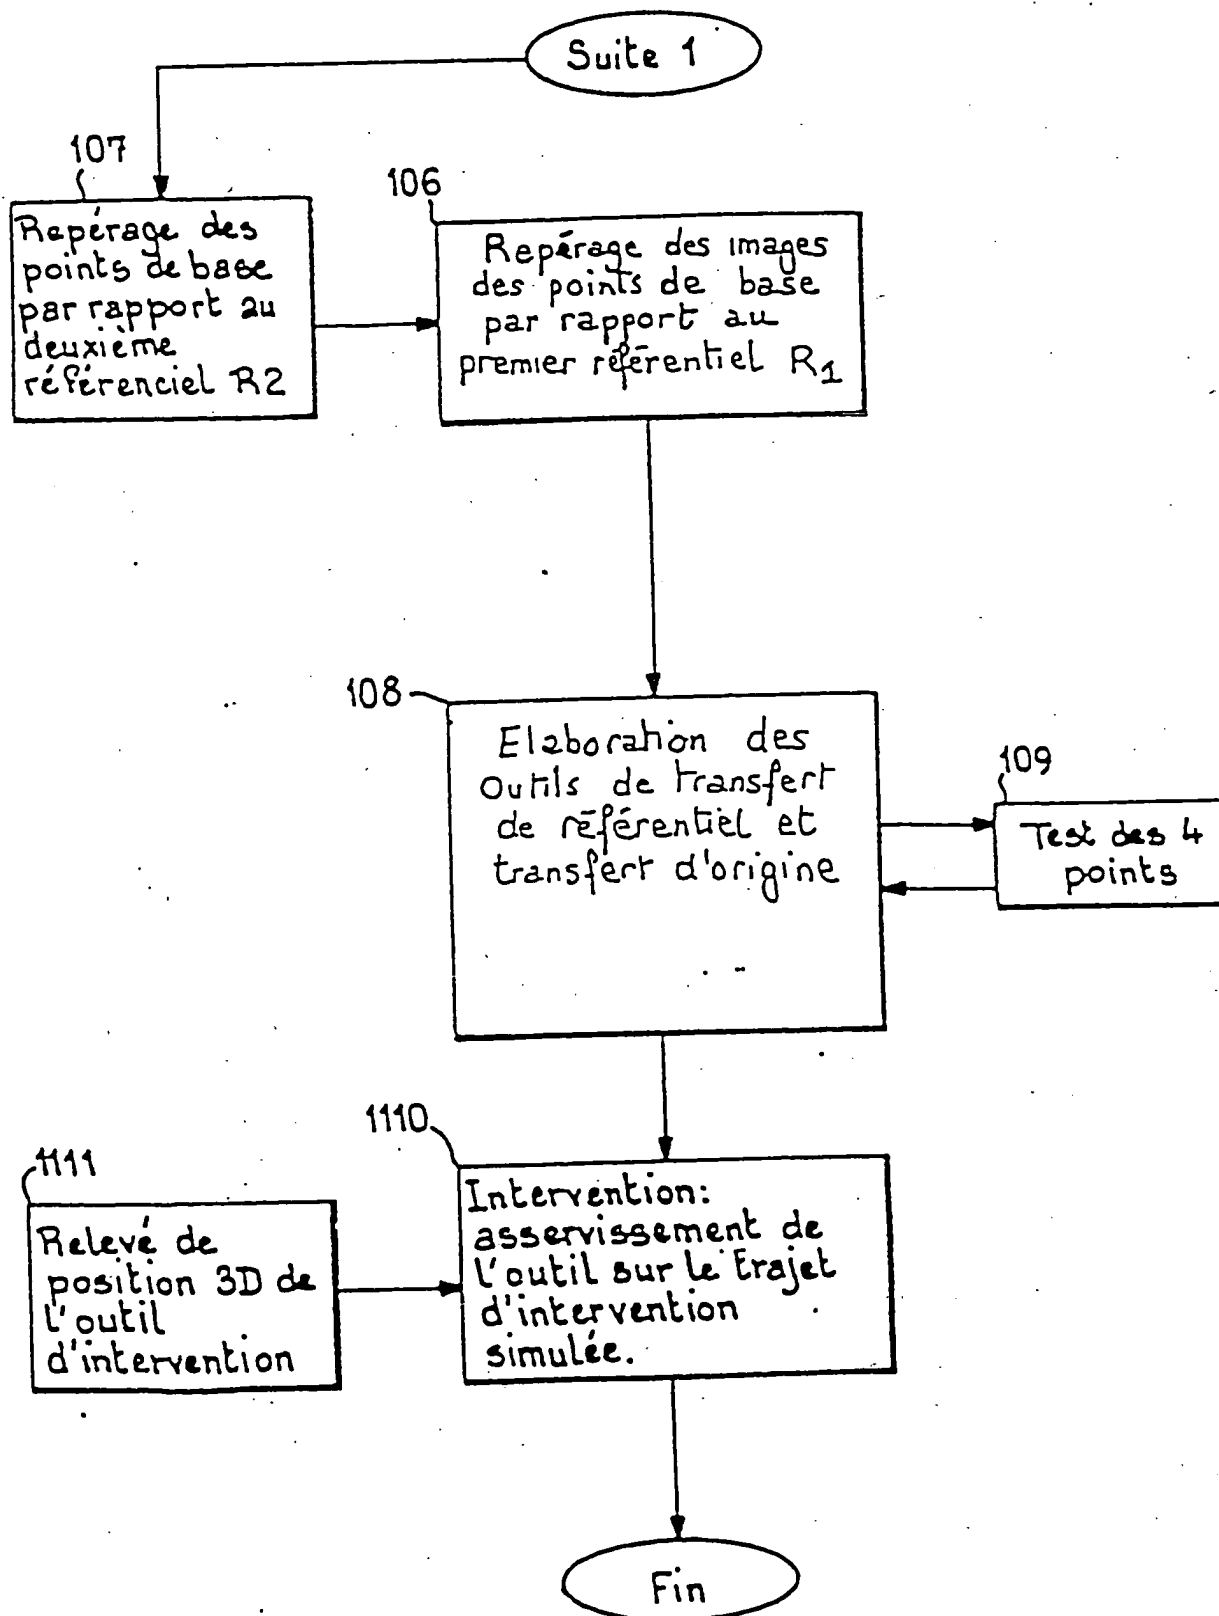 Suite 1
107
Repérage des
points de base
par rapport au
deuxième
référenciel R2
106
Repérage des images
des points de base
par rapport au
premier référentiel R1
108
Elaboration des
Outils de transfert
de référentiel et
transfert d'origine
109
Test des 4
points
1110
Intervention:
asservissement de
l'outil sur le trajet
d'intervention
simulée.
1111
Relevé de
position 3D de
l'outil
d'intervention
Fin